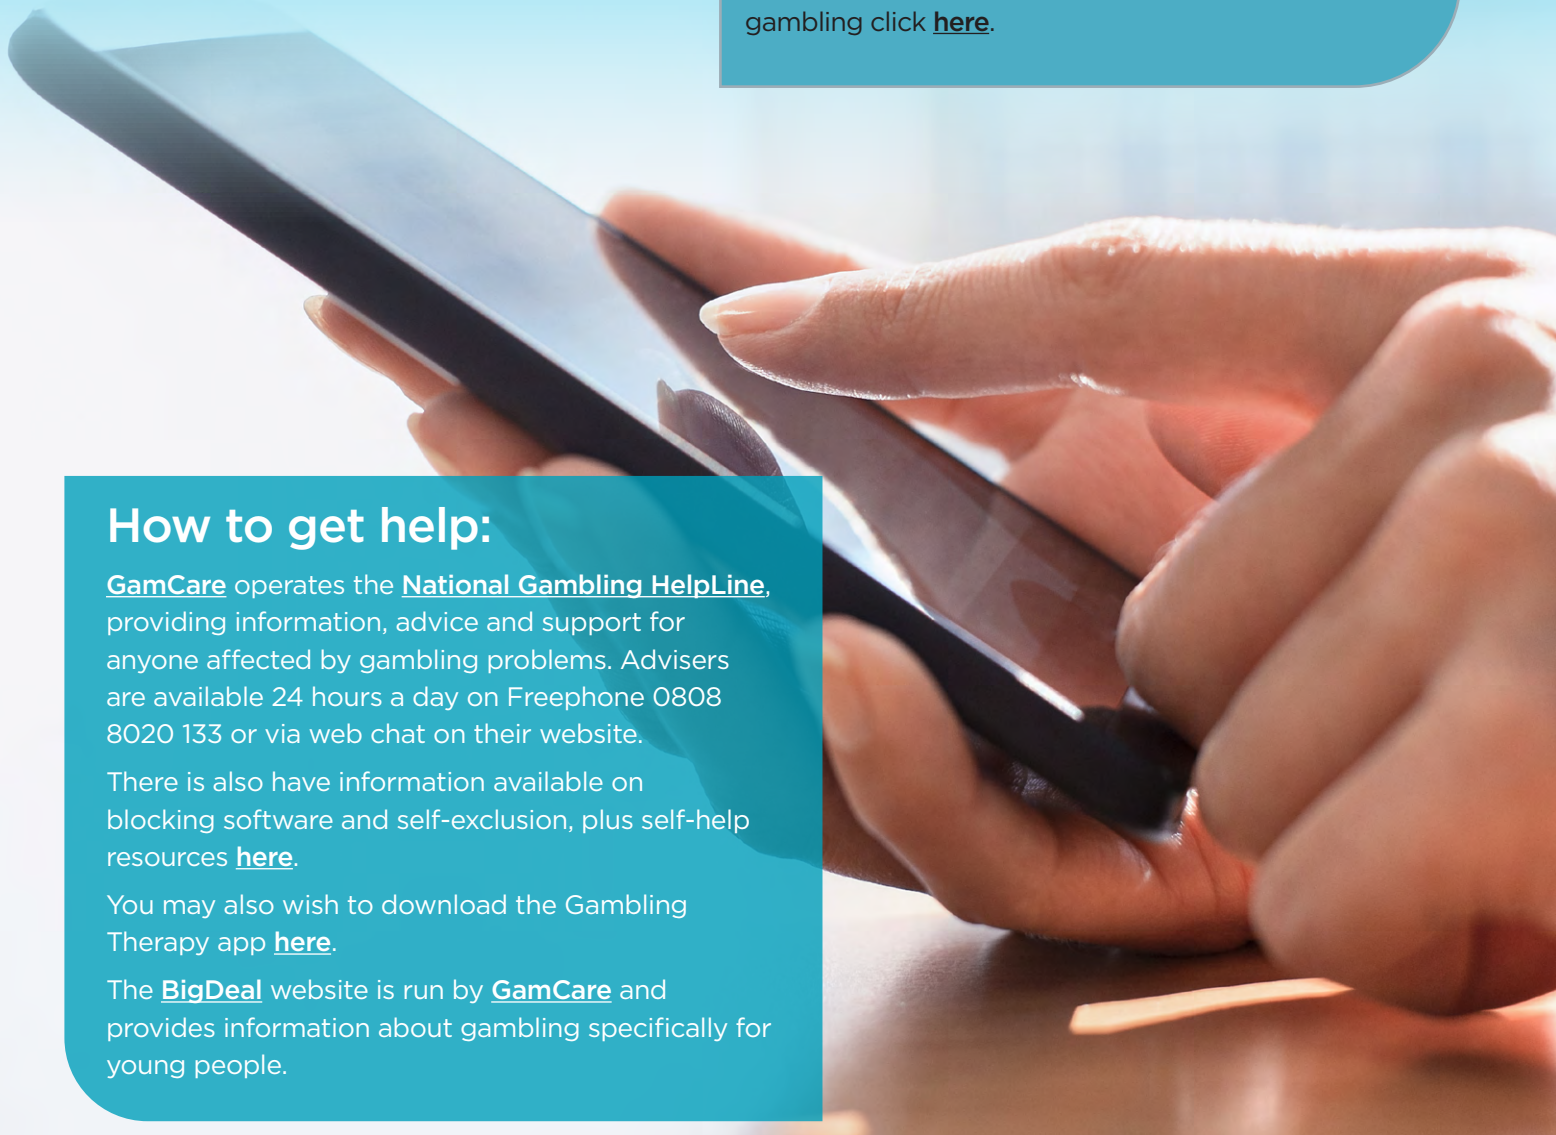 gambling click here.
How to get help:
GamCare operates the National Gambling HelpLine,
providing information, advice and support for
anyone affected by gambling problems. Advisers
are available 24 hours a day on Freephone 0808
8020 133 or via web chat on their website.
There is also have information available on
blocking software and self-exclusion, plus self-help
resources here.
You may also wish to download the Gambling
Therapy app here.
The BigDeal website is run by GamCare and
provides information about gambling specifically for
young people.